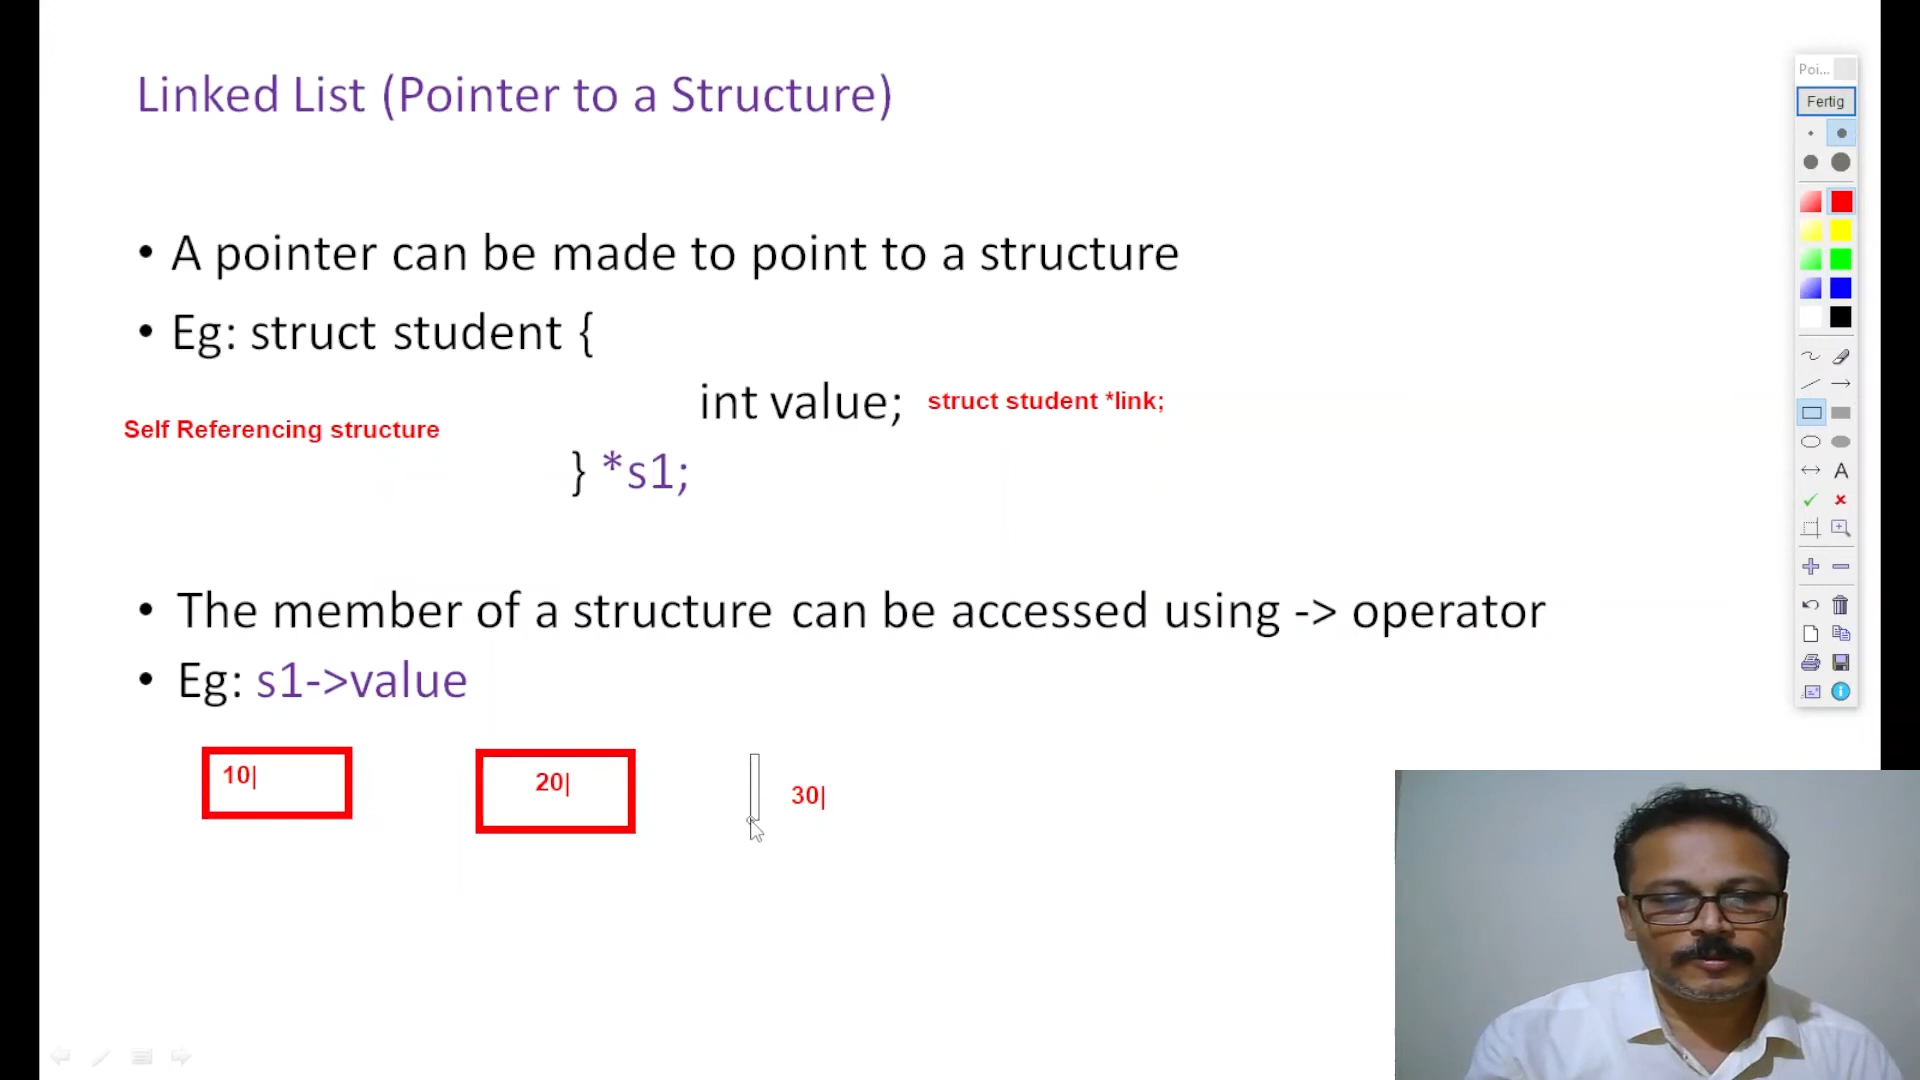 Linked List (Pointer to a Structure)
Poi...
Fertig
• A pointer can be made to point to a structure
• Eg: struct student {
int value; struct student *link;
Self Referencing structure
} *s1;
• The member of a structure can be accessed using -> operator
• Eg: s1->value
10| 20| 30|